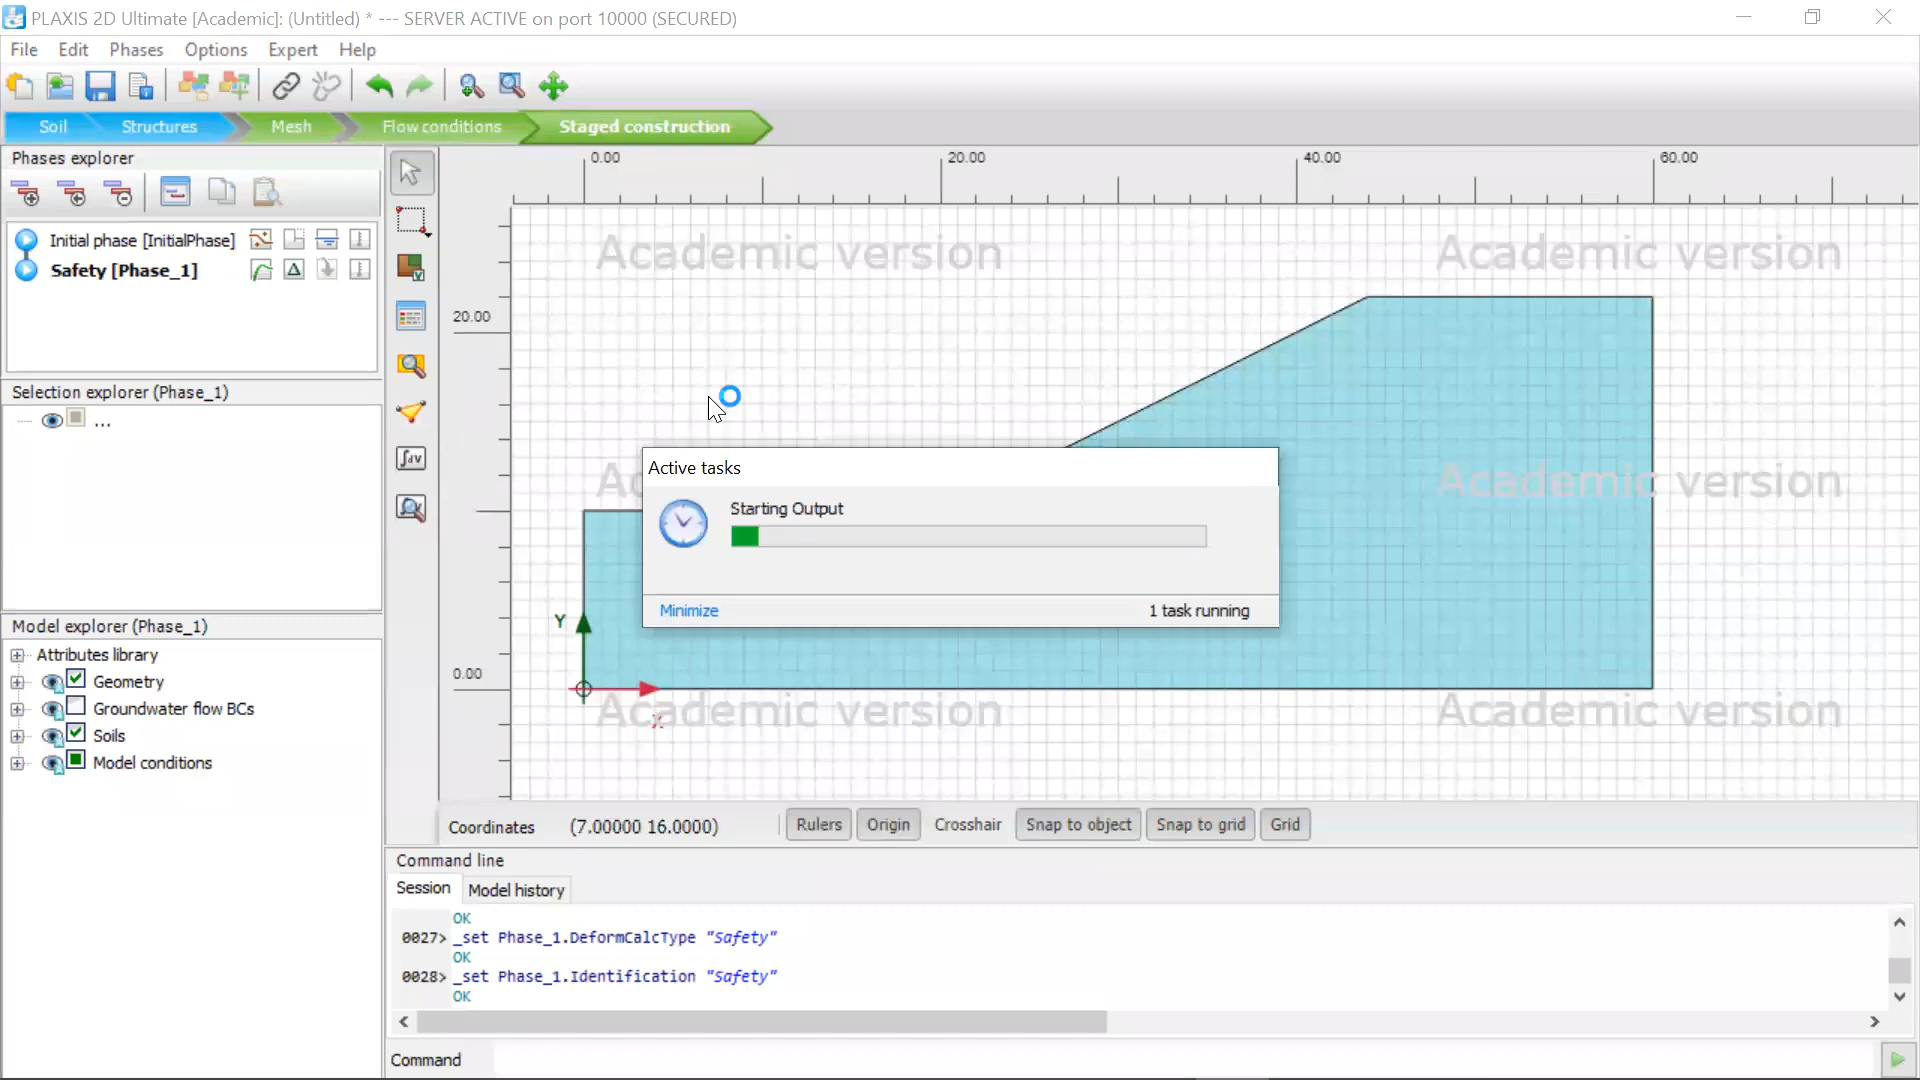 PLAXIS 2D Ultimate [Academic]: (Untitled) * --- SERVER ACTIVE on port 10000 (SECURED)
File Edit Phases Options Expert Help
Soil Structures Mesh Flow conditions Staged construction
Phases explorer
Initial phase [InitialPhase]
Safety [Phase_1]
Selection explorer (Phase_1)
...
Model explorer (Phase_1)
Attributes library
Geometry
Groundwater flow BCs
Soils
Model conditions
0.00 20.00 40.00 60.00
Academic version Academic version
20.00
Ac Academic version
Active tasks
Starting Output
Minimize 1 task running
Y
0.00
x
Academic version Academic version
Coordinates (7.00000 16.0000) Rulers Origin Crosshair Snap to object Snap to grid Grid
Command line
Session Model history
OK
0027> _set Phase_1.DeformCalcType "Safety"
OK
0028> _set Phase_1.Identification "Safety"
OK
Command